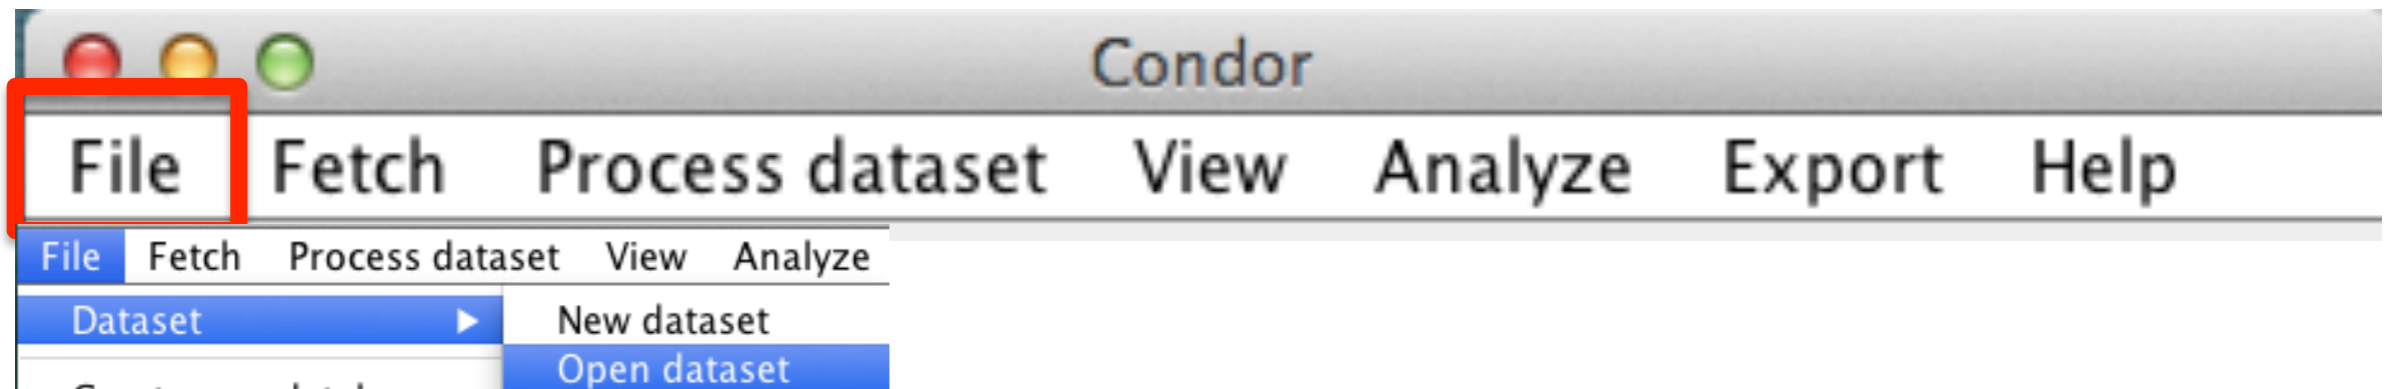 Condor
File Fetch Process dataset View Analyze Export Help
File Fetch Process dataset View Analyze
Dataset New dataset
Open dataset